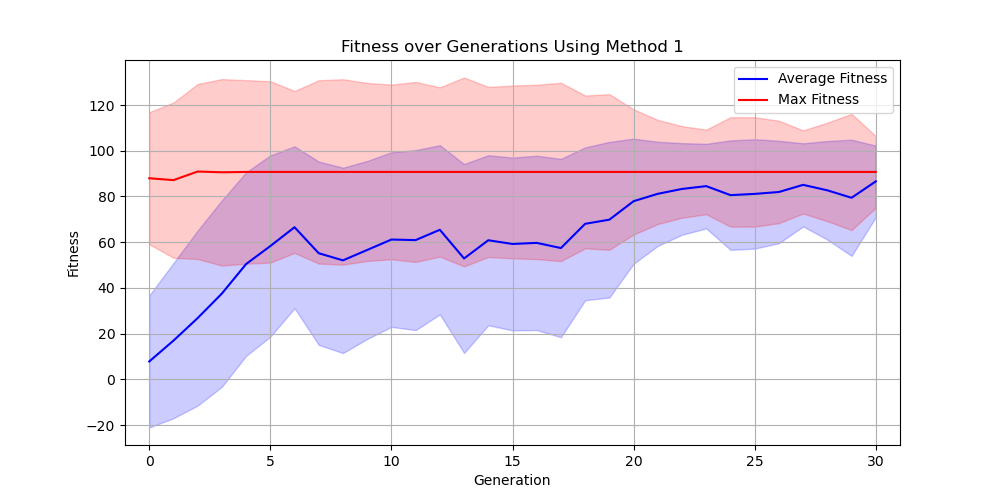 Fitness over Generations Using Method 1
Average Fitness
Max Fitness
Fitness
120
100
80
60
40
20
0
−20
0 5 10 15 20 25 30
Generation